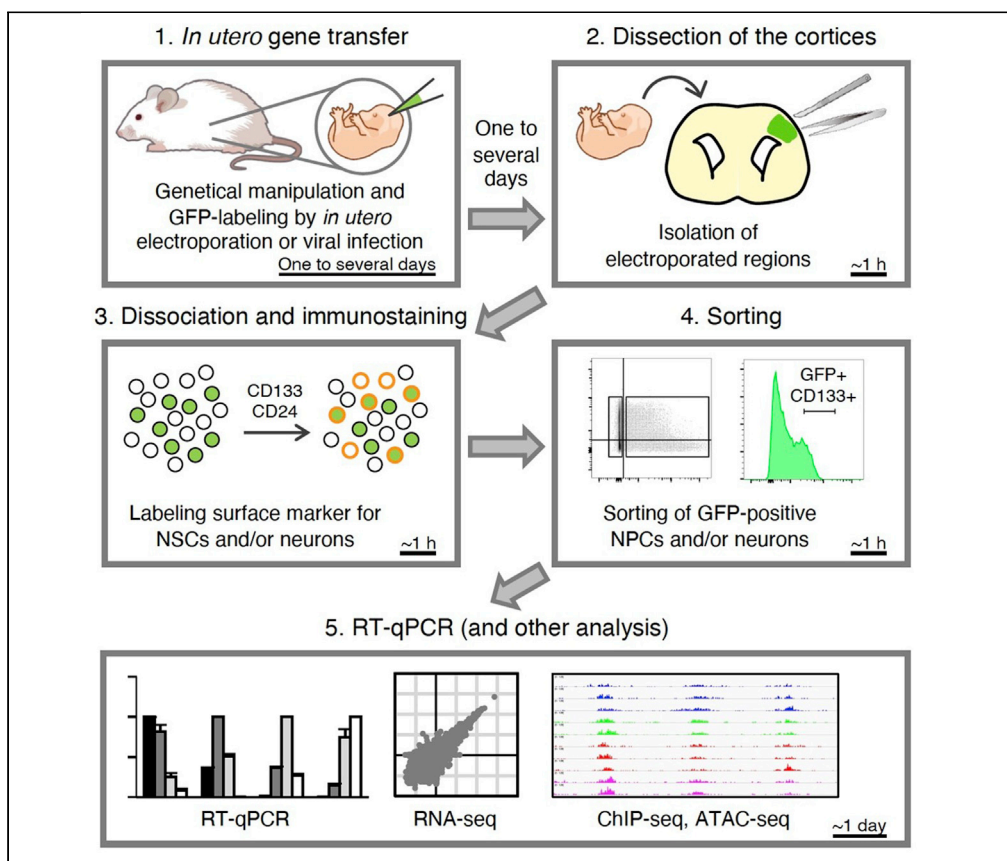 1. In utero gene transfer
Genetical manipulation and
GFP-labeling by in utero
electroporation or viral infection
One to several days
One to
several
days
2. Dissection of the cortices
Isolation of
electroporated regions
~1 h
3. Dissociation and immunostaining
CD133
CD24
Labeling surface marker for
NSCs and/or neurons
~1 h
4. Sorting
GFP+
CD133+
Sorting of GFP-positive
NPCs and/or neurons
~1 h
5. RT-qPCR (and other analysis)
RT-qPCR
RNA-seq
ChIP-seq, ATAC-seq
~1 day